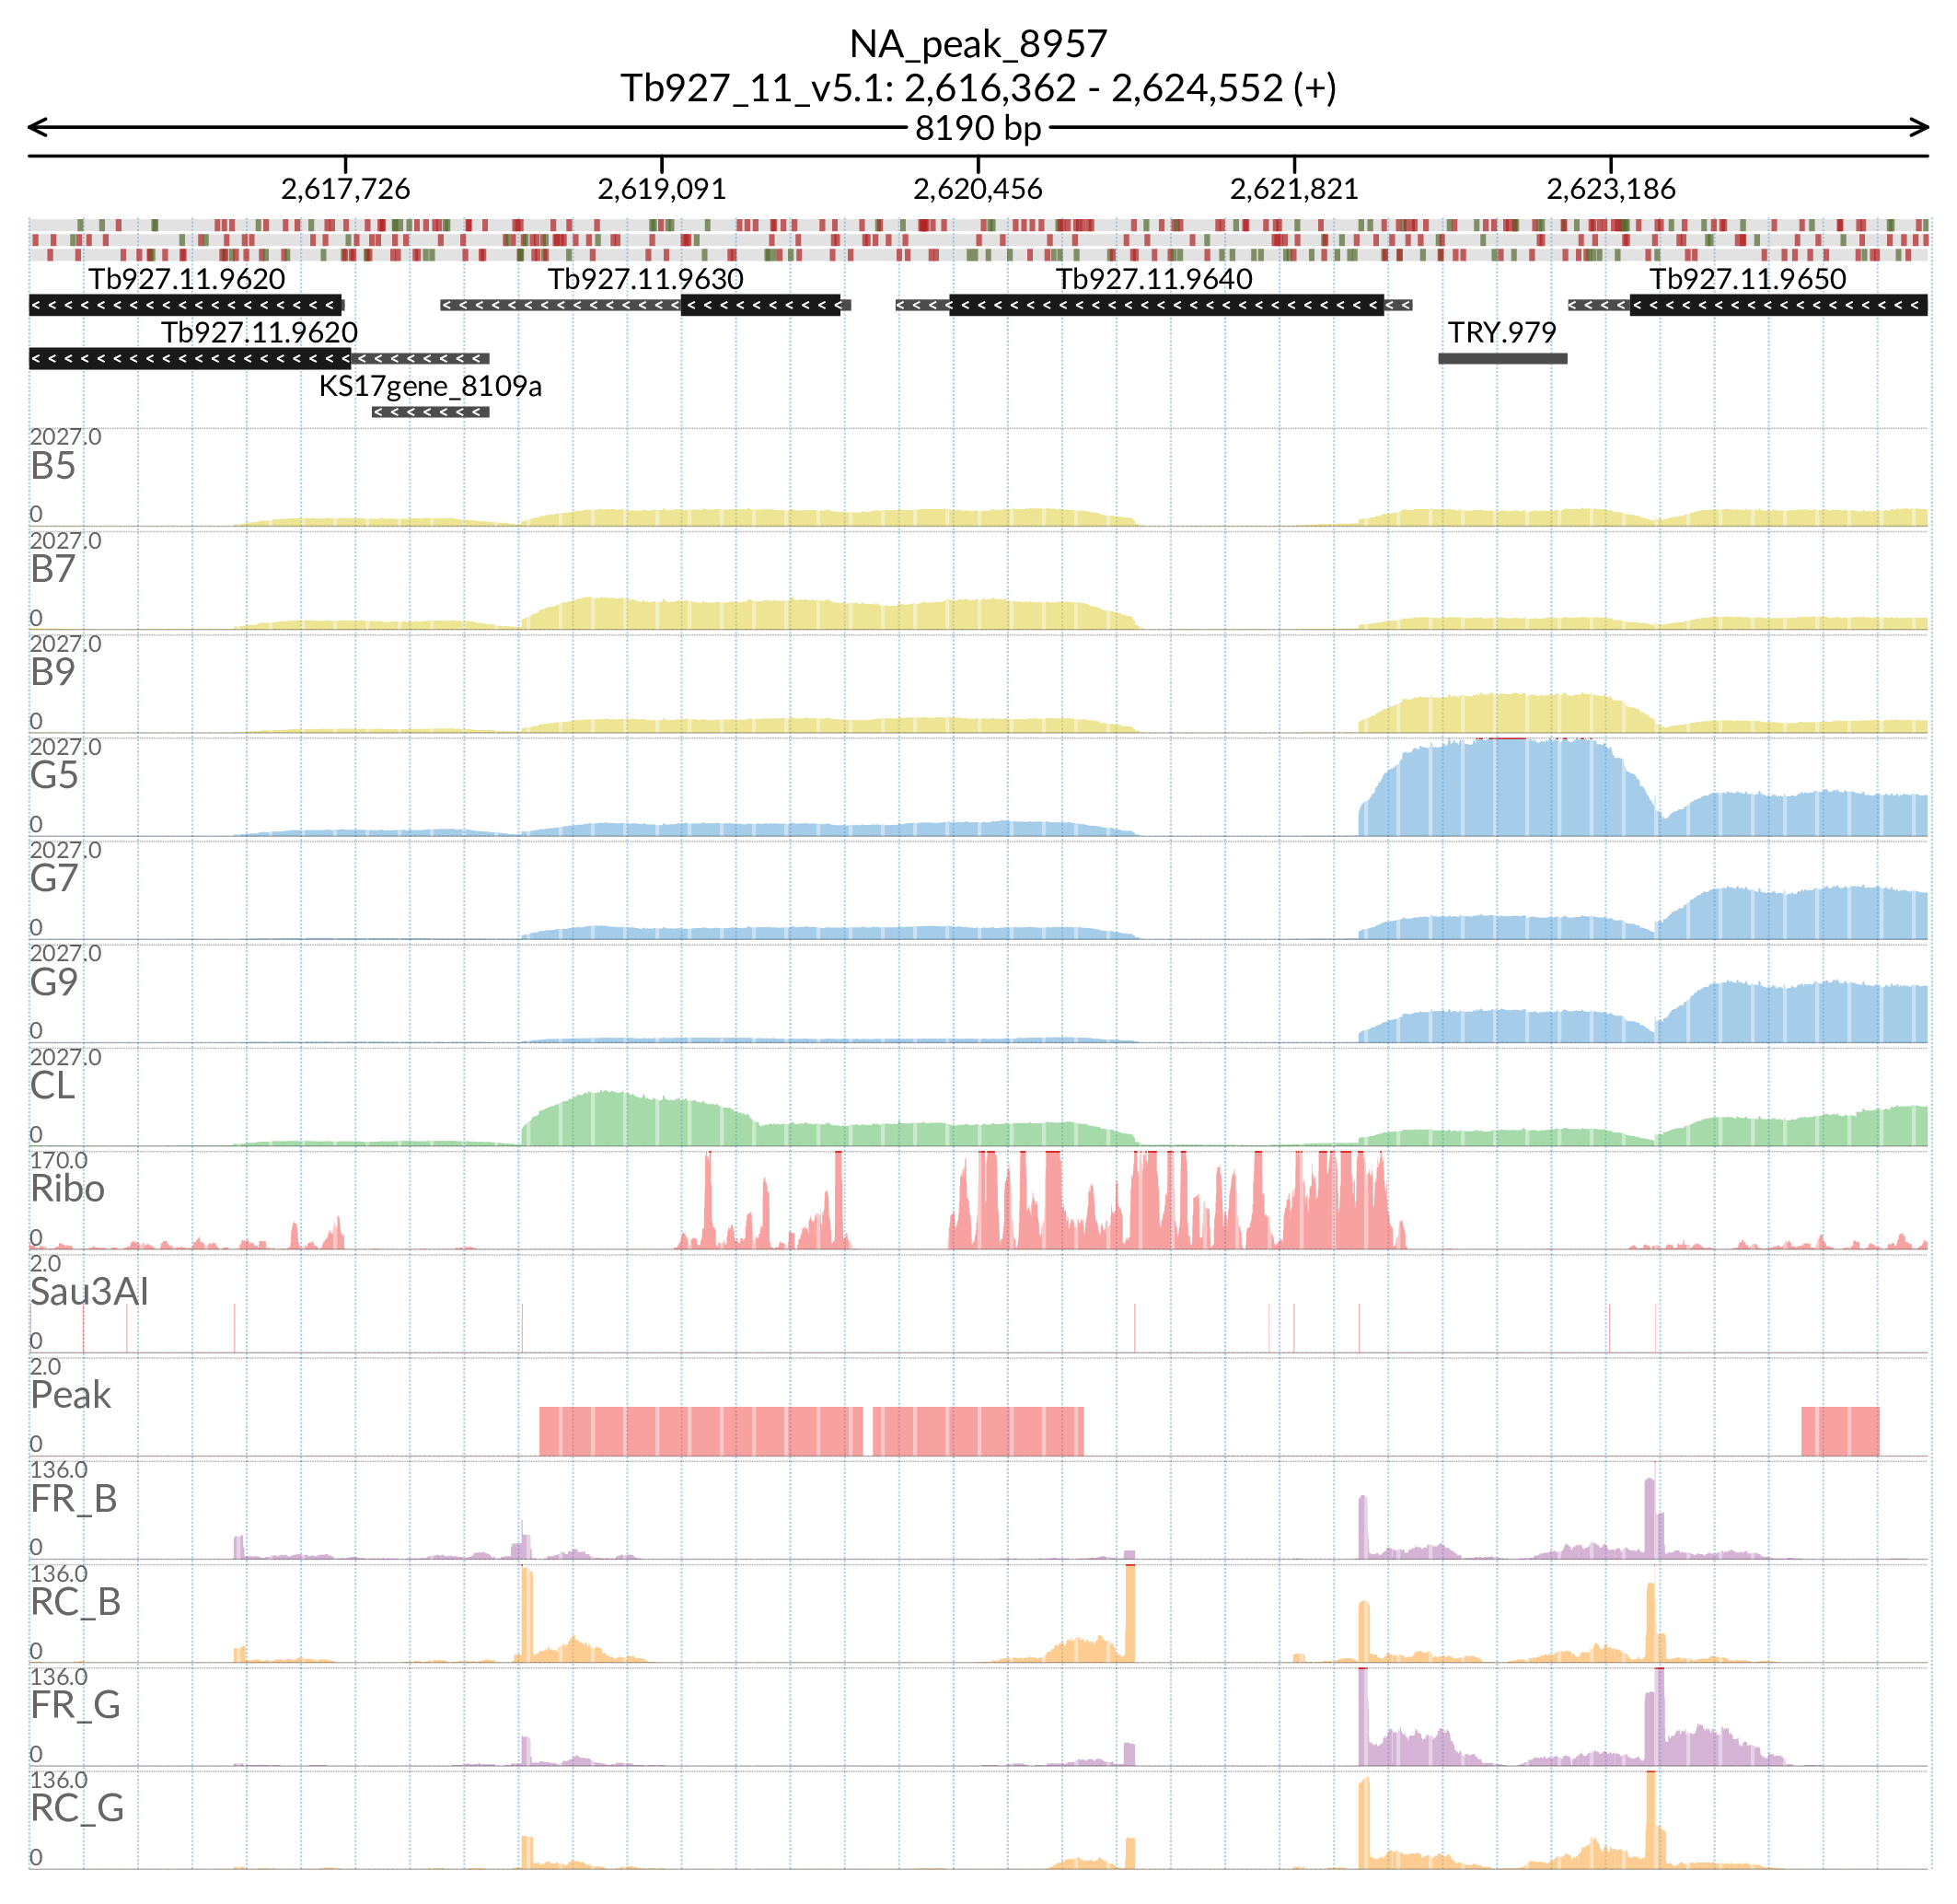 NA_peak_8957
Tb927_11_v5.1: 2,616,362 - 2,624,552 (+)
8190 bp
2,617,726 2,619,091 2,620,456 2,621,821 2,623,186
Tb927.11.9620 Tb927.11.9630 Tb927.11.9640 Tb927.11.9650
Tb927.11.9620 TRY.979
KS17gene_8109a
2027.0
B5
0
2027.0
B7
0
2027.0
B9
0
2027.0
G5
0
2027.0
G7
0
2027.0
G9
0
2027.0
CL
0
170.0
Ribo
0
2.0
Sau3AI
0
2.0
Peak
0
136.0
FR_B
0
136.0
RC_B
0
136.0
FR_G
0
136.0
RC_G
0